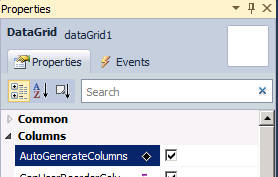 Properties
DataGrid dataGrid1
Properties Events
Search
Common
Columns
AutoGenerateColumns